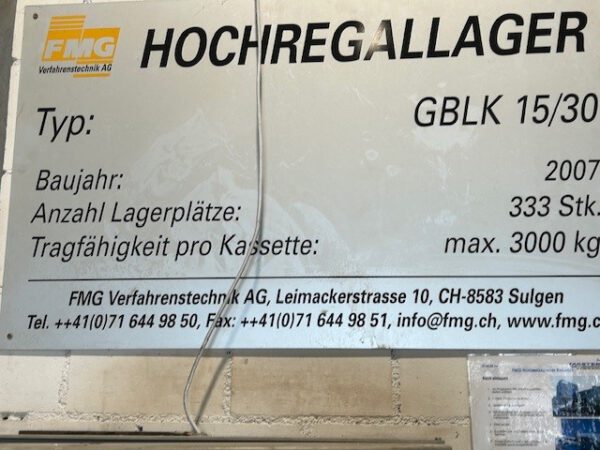 FMG
Verfahrenstechnik AG
HOCHREGALLAGER
Typ: GBLK 15/30
Baujahr: 2007
Anzahl Lagerplätze: 333 Stk.
Tragfähigkeit pro Kassette: max. 3000 kg
FMG Verfahrenstechnik AG, Leimackerstrasse 10, CH-8583 Sulgen
Tel. ++41(0)71 644 98 50, Fax: ++41(0)71 644 98 51, info@fmg.ch, www.fmg.c